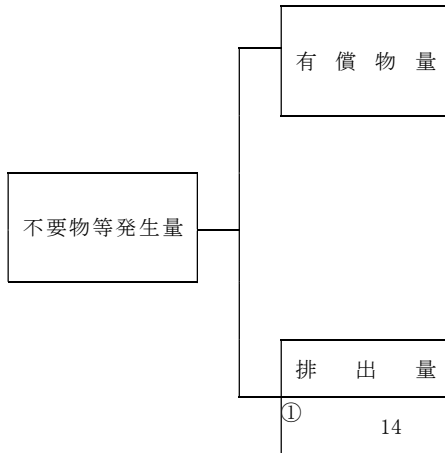 有償物量
不要物等発生量
排出量
①
14